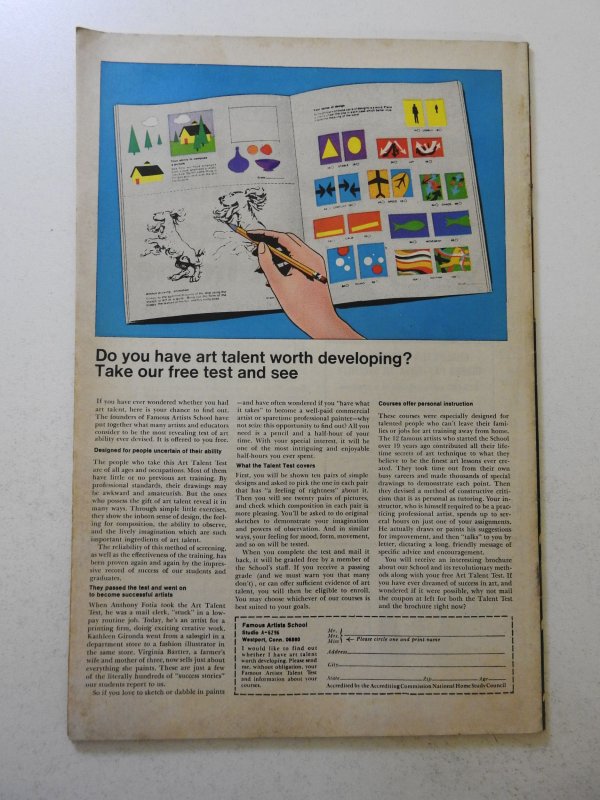 Do you have art talent worth developing?
Take our free test and see
If you have ever wondered whether you had
art talent, here is your chance to find out.
The founders of Famous Artists School have
put together what many artists and educators
consider to be the most revealing test of art
ability ever devised. It is offered to you free.
Designed for people uncertain of their ability
The people who take this Art Talent Test
are of all ages and occupations. Most of them
have little or no previous art training. By
professional standards, their drawings may
be awkward and amateurish. But the ones
who possess the gift of art talent reveal it in
many ways. Through simple little exercises,
they show the inborn sense of design, the feel-
ing for composition, the ability to observe,
and the lively imagination which are such
important ingredients of art talent.
The reliability of this method of screening,
as well as the effectiveness of the training, has
been proven again and again by the impres-
sive record of success of our students and
graduates.
They passed the test and went on
to become successful artists
When Anthony Fotia took the Art Talent
Test, he was a mail clerk, "stuck" in a low-
pay routine job. Today, he's an artist for a
printing firm, doing exciting creative work.
Kathleen Gironda went from a salesgirl in a
department store to a fashion illustrator in
the same store. Virginia Bartter, a farmer's
wife and mother of three, now sells just about
everything she paints. Those are just a few
of the literally hundreds of "success stories"
our students report to us.
So if you love to sketch or dabble in paints
—and have often wondered if you "have what
it takes" to become a well-paid commercial
artist or sparetime professional painter—why
not seize this opportunity to find out? All you
need is a pencil and a half-hour of your
time. With your special interest, it will be
one of the most intriguing and enjoyable
half-hours you ever spent.
What the Talent Test covers
First, you will be shown ten pairs of simple
designs and asked to pick the one in each pair
that has "a feeling of rightness" about it.
Then you will see twenty pairs of pictures,
and check which composition in each pair is
more pleasing. You'll be asked to do original
sketches to demonstrate your imagination
and powers of observation. And in similar
ways, your feeling for mood, form, movement,
and so on will be tested.
When you complete the test and mail it
back, it will be graded free by a member of
the School's staff. If you receive a passing
grade (and we must warn you that many
don't), or can offer sufficient evidence of art
talent, you will then be eligible to enroll.
You may choose whichever of our courses is
best suited to your goals.
Courses offer personal instruction
These courses were especially designed for
talented people who can't leave their fami-
lies or jobs for art training away from home.
The 12 famous artists who started the School
over 19 years ago contributed all their life-
time secrets of art technique to what they
believe to be the finest art lessons ever cre-
ated. They took time out from their own
busy careers and made thousands of special
drawings to demonstrate each point. Then
they devised a method of constructive criti-
cism that is as personal as tutoring. Your in-
structor, who is himself required to be a prac-
ticing professional artist, spends up to sev-
eral hours on just one of your assignments.
He actually draws or paints his suggestions
for improvement, and then "talks" to you by
letter, dictating a long, friendly message of
specific advice and encouragement.
You will receive an interesting brochure
about our School and its revolutionary meth-
ods along with your free Art Talent Test. If
you have ever dreamed of success in art, and
wondered if it were possible, why not mail
the coupon at left for both the Talent Test
and the brochure right now?
Famous Artists School
Westport, Conn. 06880
I would like to find out
whether I have art talent
worth developing. Please send
me, without obligation, your
Famous Artists Talent Test
and information about your
courses.
Mr.
Mrs.
Miss
Please circle one and print name
Address
City
State Zip Age
Accredited by the Accrediting Commission National Home Study Council